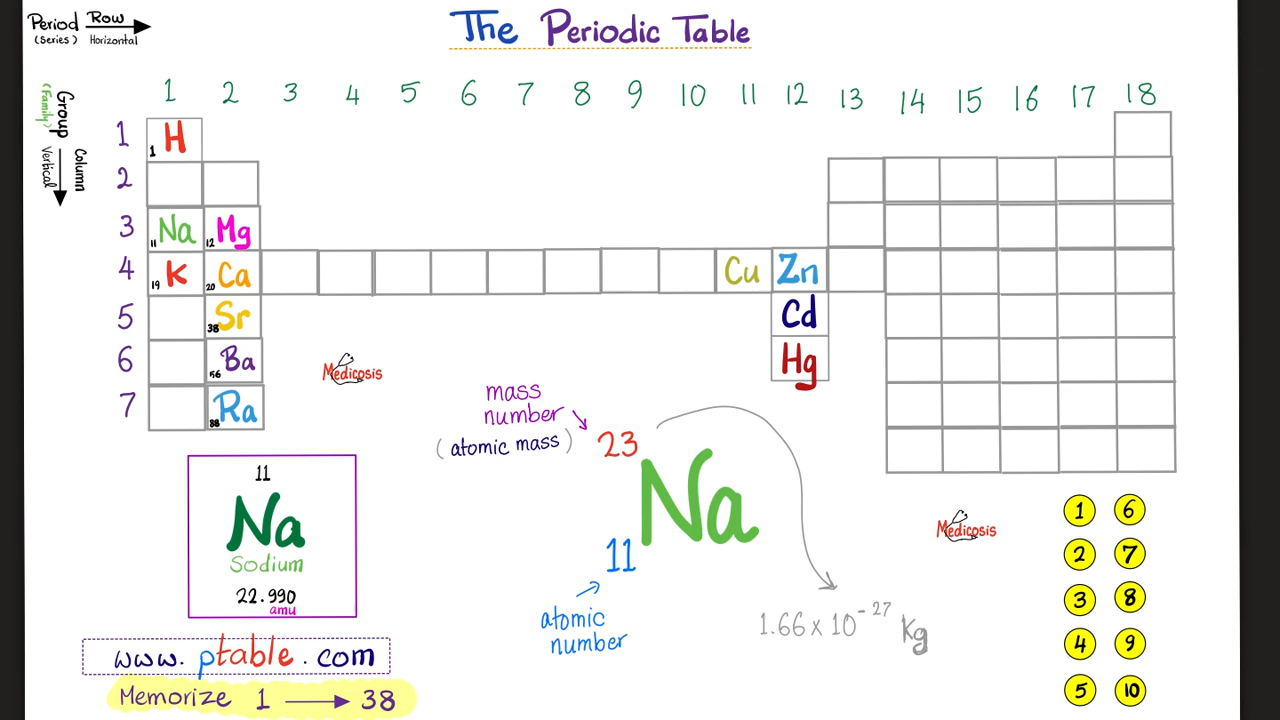 The Periodic Table
Period Row
(Series) Horizontal
Group Column
(Family) Vertical
1 2 3 4 5 6 7 8 9 10 11 12 13 14 15 16 17 18
1 1 H
2
3 11 Na 12 Mg
4 19 K 20 Ca Cu Zn
5 38 Sr Cd
6 56 Ba Hg
7 88 Ra
Medicosis
mass
number
(atomic mass)
23
Na
11
atomic
number
1.66 x 10⁻²⁷ Kg
11
Na
Sodium
22.990
amu
www.ptable.com
Memorize 1 → 38
Medicosis
1 6
2 7
3 8
4 9
5 10